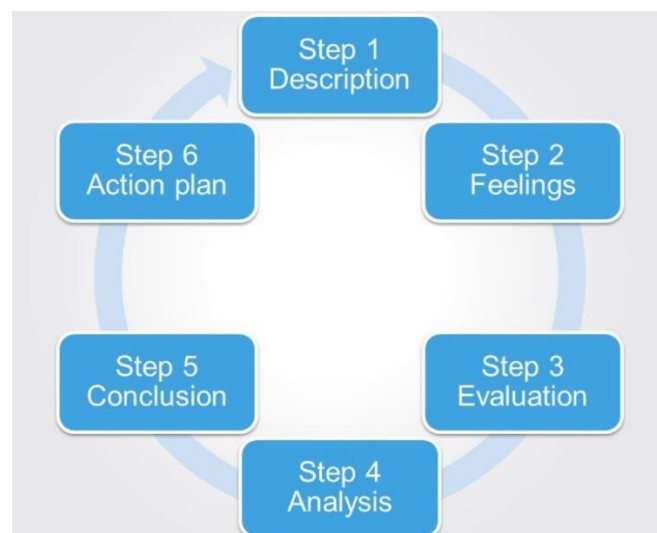 Step 1
Description
Step 2
Feelings
Step 3
Evaluation
Step 4
Analysis
Step 5
Conclusion
Step 6
Action plan